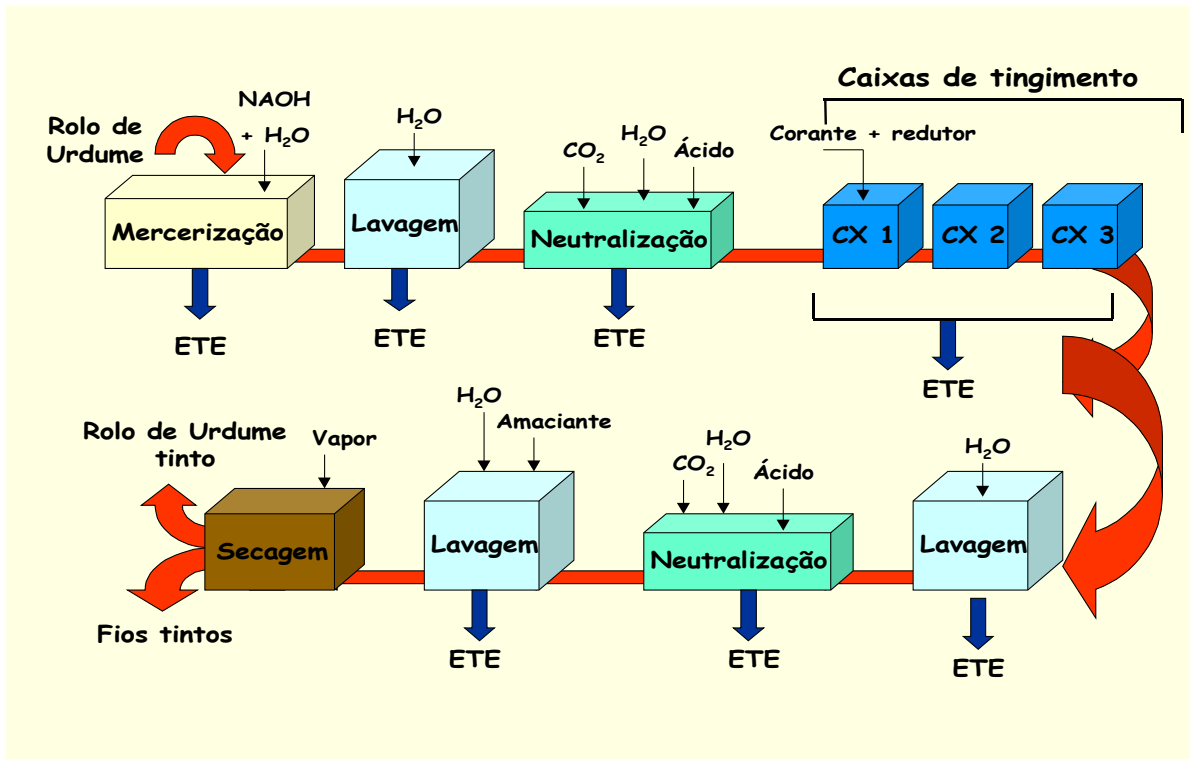 Caixas de tingimento
NAOH
+ H₂O
Rolo de
Urdume
H₂O
CO₂
H₂O
Ácido
Corante + redutor
Mercerização
Lavagem
Neutralização
CX 1
CX 2
CX 3
ETE
ETE
ETE
ETE
Rolo de Urdume
tinto
Vapor
H₂O
Amaciante
CO₂
H₂O
Ácido
H₂O
Secagem
Lavagem
Neutralização
Lavagem
Fios tintos
ETE
ETE
ETE